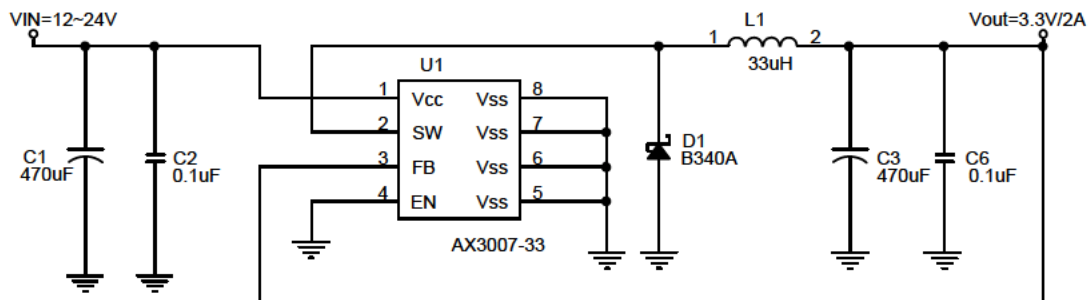 VIN=12~24V
Vout=3.3V/2A
L1
1 2
33uH
U1
1 Vcc Vss 8
2 SW Vss 7
3 FB Vss 6
4 EN Vss 5
AX3007-33
C1
470uF
C2
0.1uF
D1
B340A
C3
470uF
C6
0.1uF